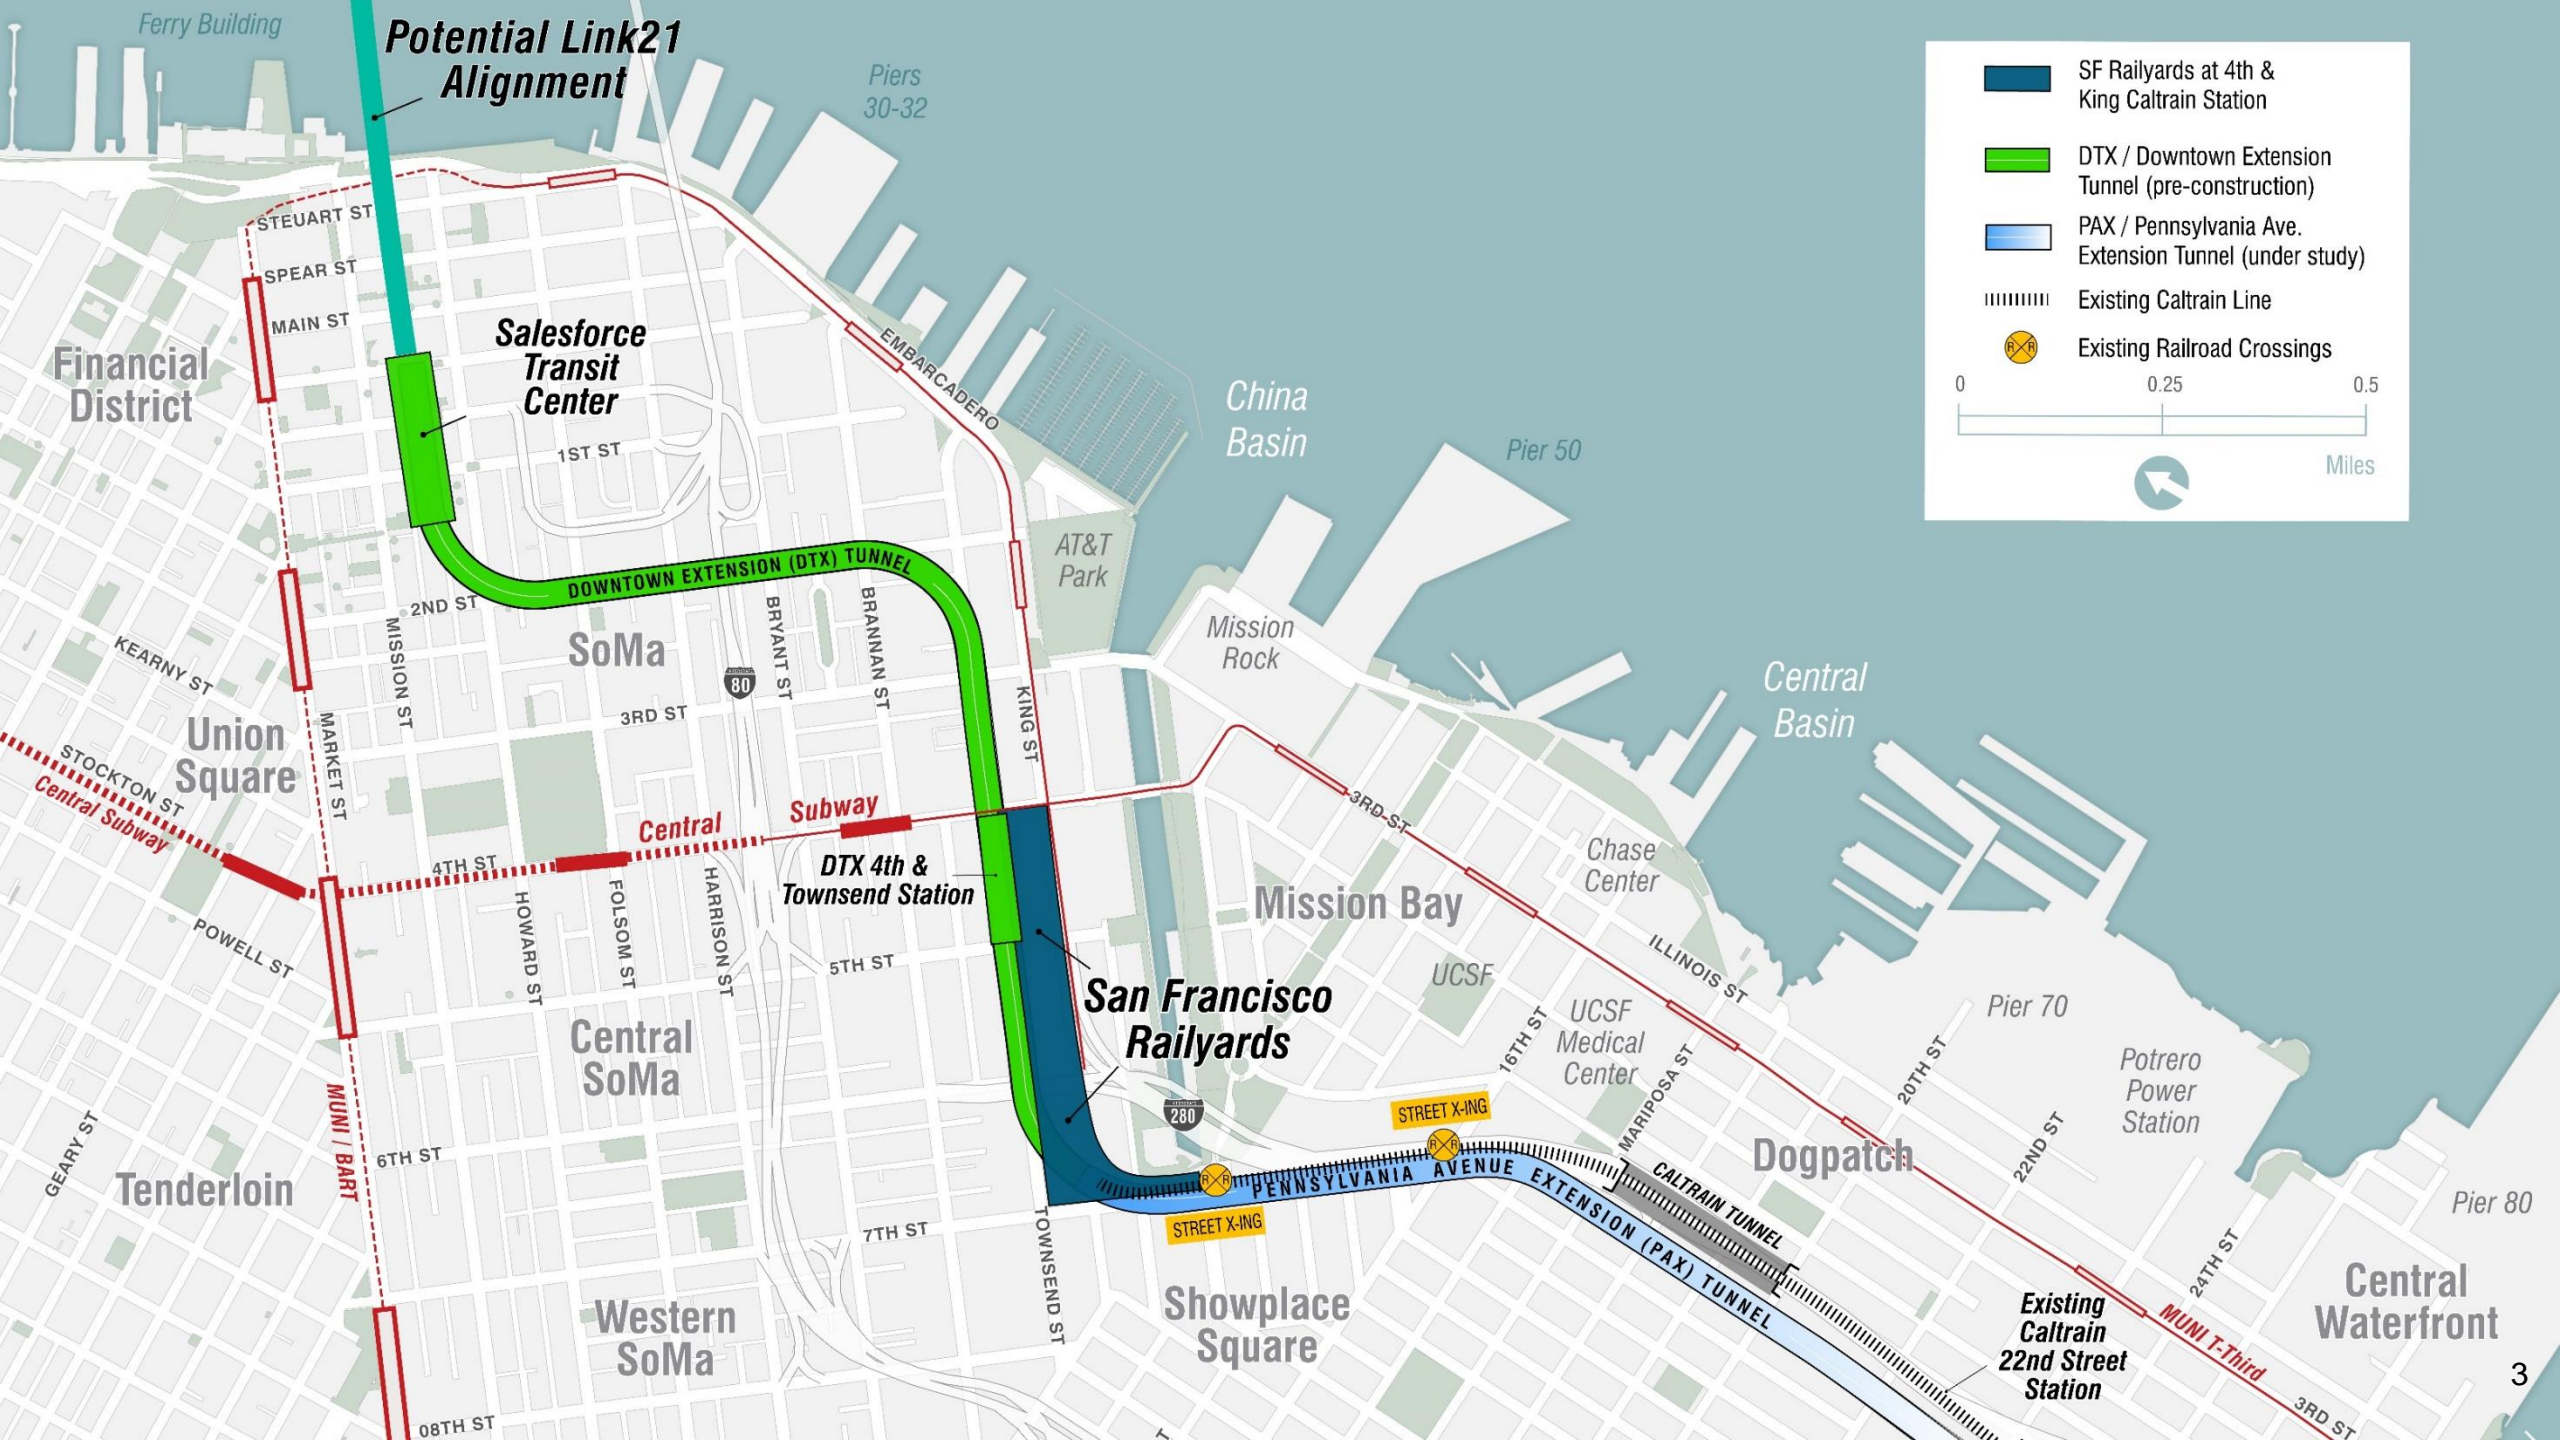 Ferry Building
Potential Link21
Alignment
Piers
30-32
SF Railyards at 4th &
King Caltrain Station
DTX / Downtown Extension
Tunnel (pre-construction)
PAX / Pennsylvania Ave.
Extension Tunnel (under study)
Existing Caltrain Line
R R
Existing Railroad Crossings
0 0.25 0.5
Miles
STEUART ST
SPEAR ST
MAIN ST
Financial
District
Salesforce
Transit
Center
1ST ST
EMBARCADERO
China
Basin
Pier 50
AT&T
Park
DOWNTOWN EXTENSION (DTX) TUNNEL
2ND ST
MISSION ST
SoMa
80
BRYANT ST
BRANNAN ST
3RD ST
KING ST
Mission
Rock
Central
Basin
KEARNY ST
Union
Square
MARKET ST
STOCKTON ST
Central Subway
Central Subway
4TH ST
POWELL ST
HOWARD ST
FOLSOM ST
HARRISON ST
DTX 4th &
Townsend Station
5TH ST
3RD ST
Chase
Center
Mission Bay
UCSF
ILLINOIS ST
16TH ST
UCSF
Medical
Center
MARIPOSA ST
San Francisco
Railyards
280
Central
SoMa
MUNI / BART
GEARY ST
Tenderloin
6TH ST
7TH ST
TOWNSEND ST
Western
SoMa
08TH ST
STREET X-ING
R R
STREET X-ING
R R
PENNSYLVANIA AVENUE EXTENSION (PAX) TUNNEL
CALTRAIN TUNNEL
Showplace
Square
Dogpatch
20TH ST
22ND ST
24TH ST
Pier 70
Potrero
Power
Station
Pier 80
Central
Waterfront
Existing
Caltrain
22nd Street
Station
MUNI T-Third
3RD ST
3